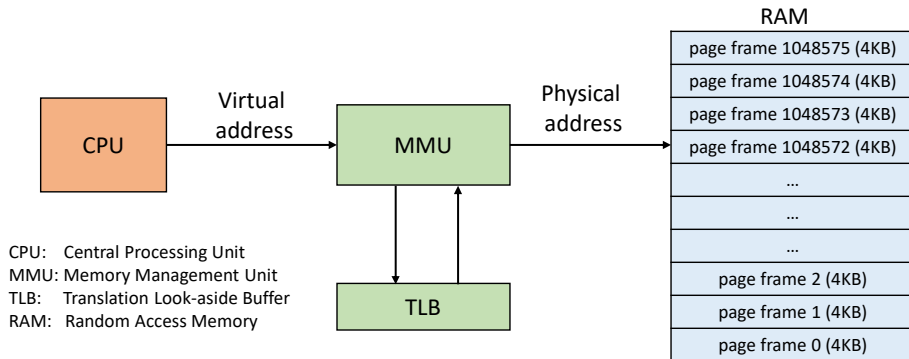 RAM
page frame 1048575 (4KB)
page frame 1048574 (4KB)
page frame 1048573 (4KB)
page frame 1048572 (4KB)
...
...
...
page frame 2 (4KB)
page frame 1 (4KB)
page frame 0 (4KB)
CPU
Virtual
address
MMU
Physical
address
TLB
CPU: Central Processing Unit
MMU: Memory Management Unit
TLB: Translation Look-aside Buffer
RAM: Random Access Memory